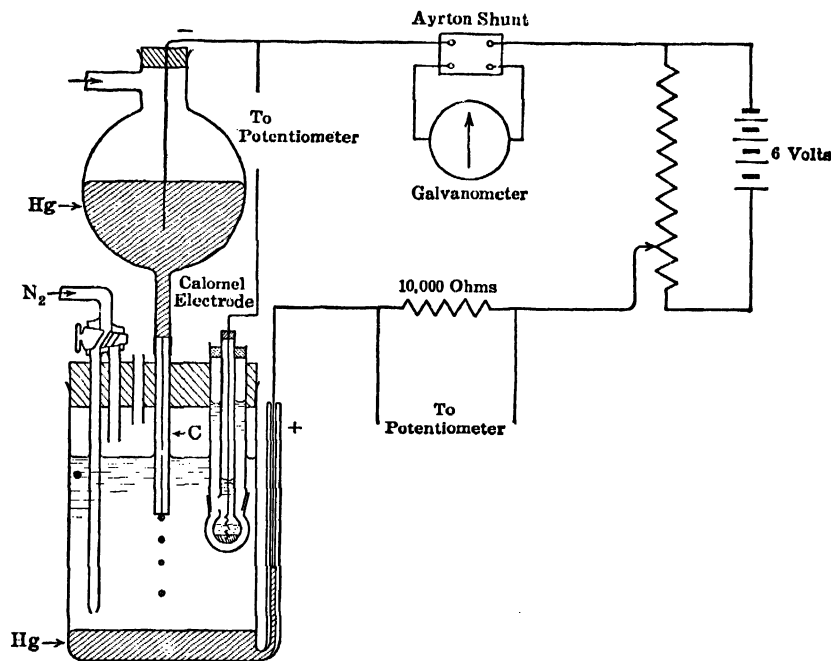 Ayrton Shunt
−
To
Potentiometer
6 Volts
Galvanometer
Hg
Calomel
Electrode
10,000 Ohms
N₂
To
Potentiometer
+
C
Hg